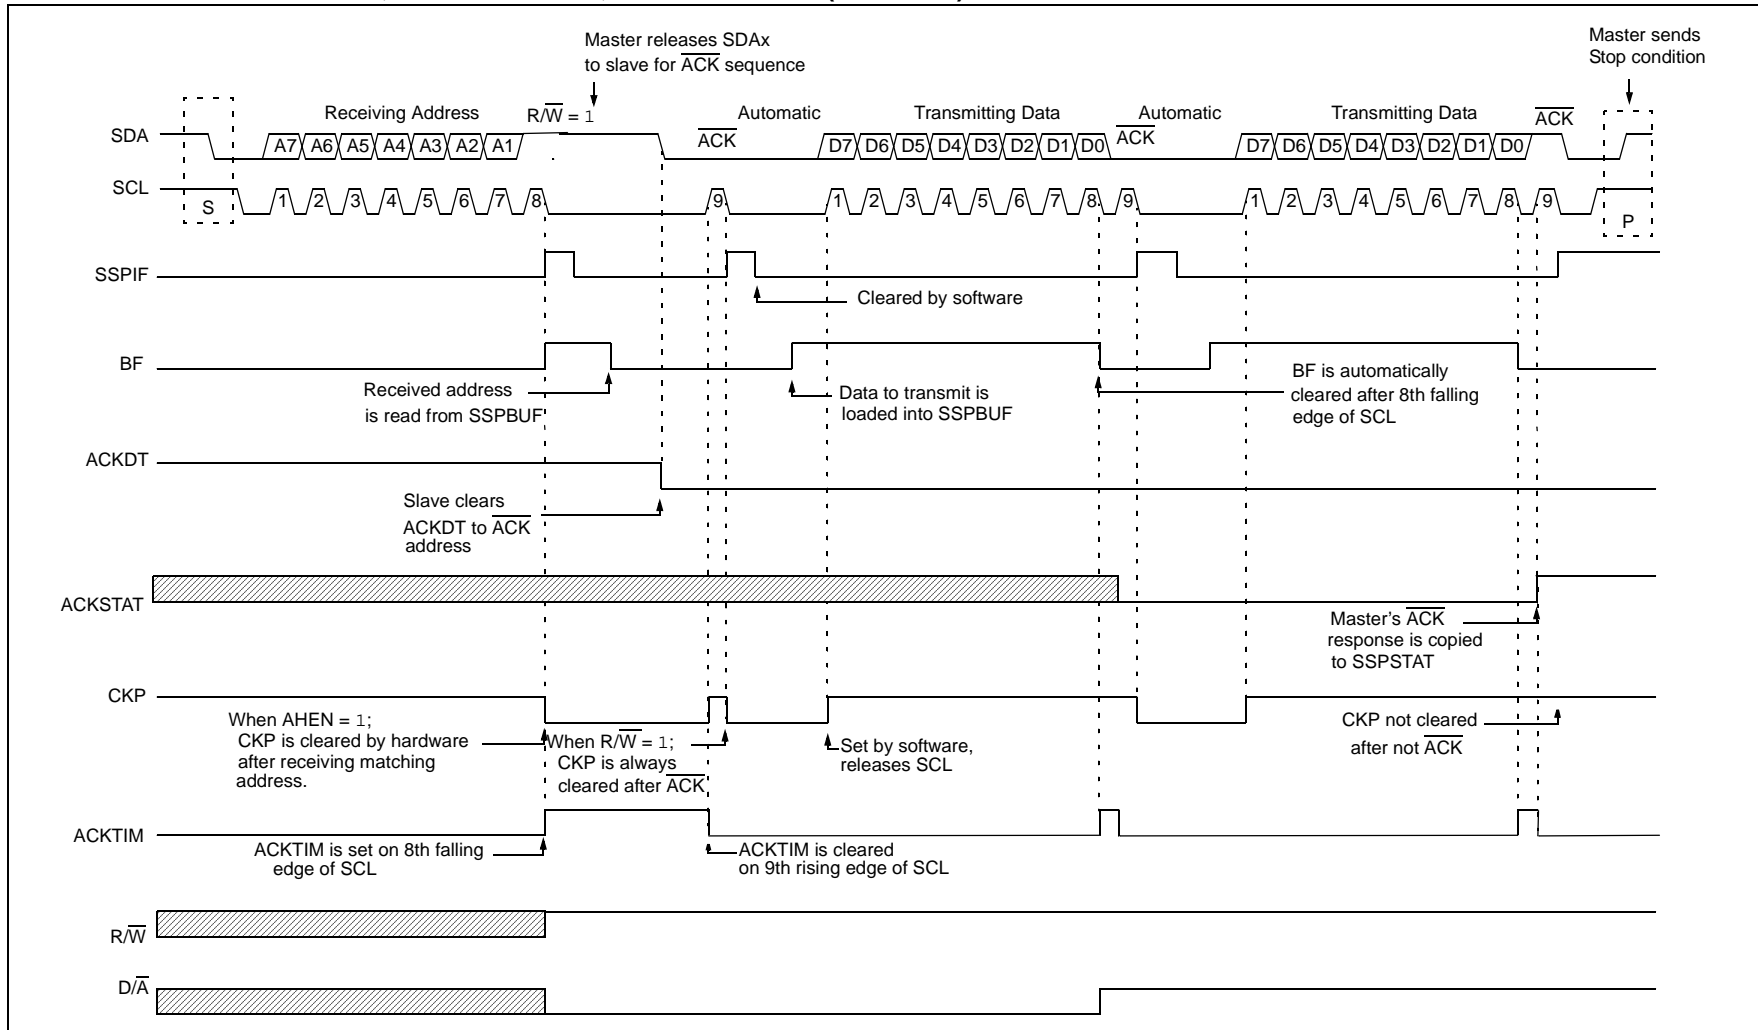 Master releases SDAx
to slave for ACK sequence
Master sends
Stop condition
Receiving Address
R/W = 1
Automatic
Transmitting Data
Automatic
Transmitting Data
ACK
SDA
A7 A6 A5 A4 A3 A2 A1
ACK
D7 D6 D5 D4 D3 D2 D1 D0
ACK
D7 D6 D5 D4 D3 D2 D1 D0
SCL
S
1 2 3 4 5 6 7 8 9 1 2 3 4 5 6 7 8 9 1 2 3 4 5 6 7 8 9
P
SSPIF
Cleared by software
BF
Received address
is read from SSPBUF
Data to transmit is
loaded into SSPBUF
BF is automatically
cleared after 8th falling
edge of SCL
ACKDT
Slave clears
ACKDT to ACK
address
ACKSTAT
Master's ACK
response is copied
to SSPSTAT
CKP
When AHEN = 1;
CKP is cleared by hardware
after receiving matching
address.
When R/W = 1;
CKP is always
cleared after ACK
Set by software,
releases SCL
CKP not cleared
after not ACK
ACKTIM
ACKTIM is set on 8th falling
edge of SCL
ACKTIM is cleared
on 9th rising edge of SCL
R/W
D/A